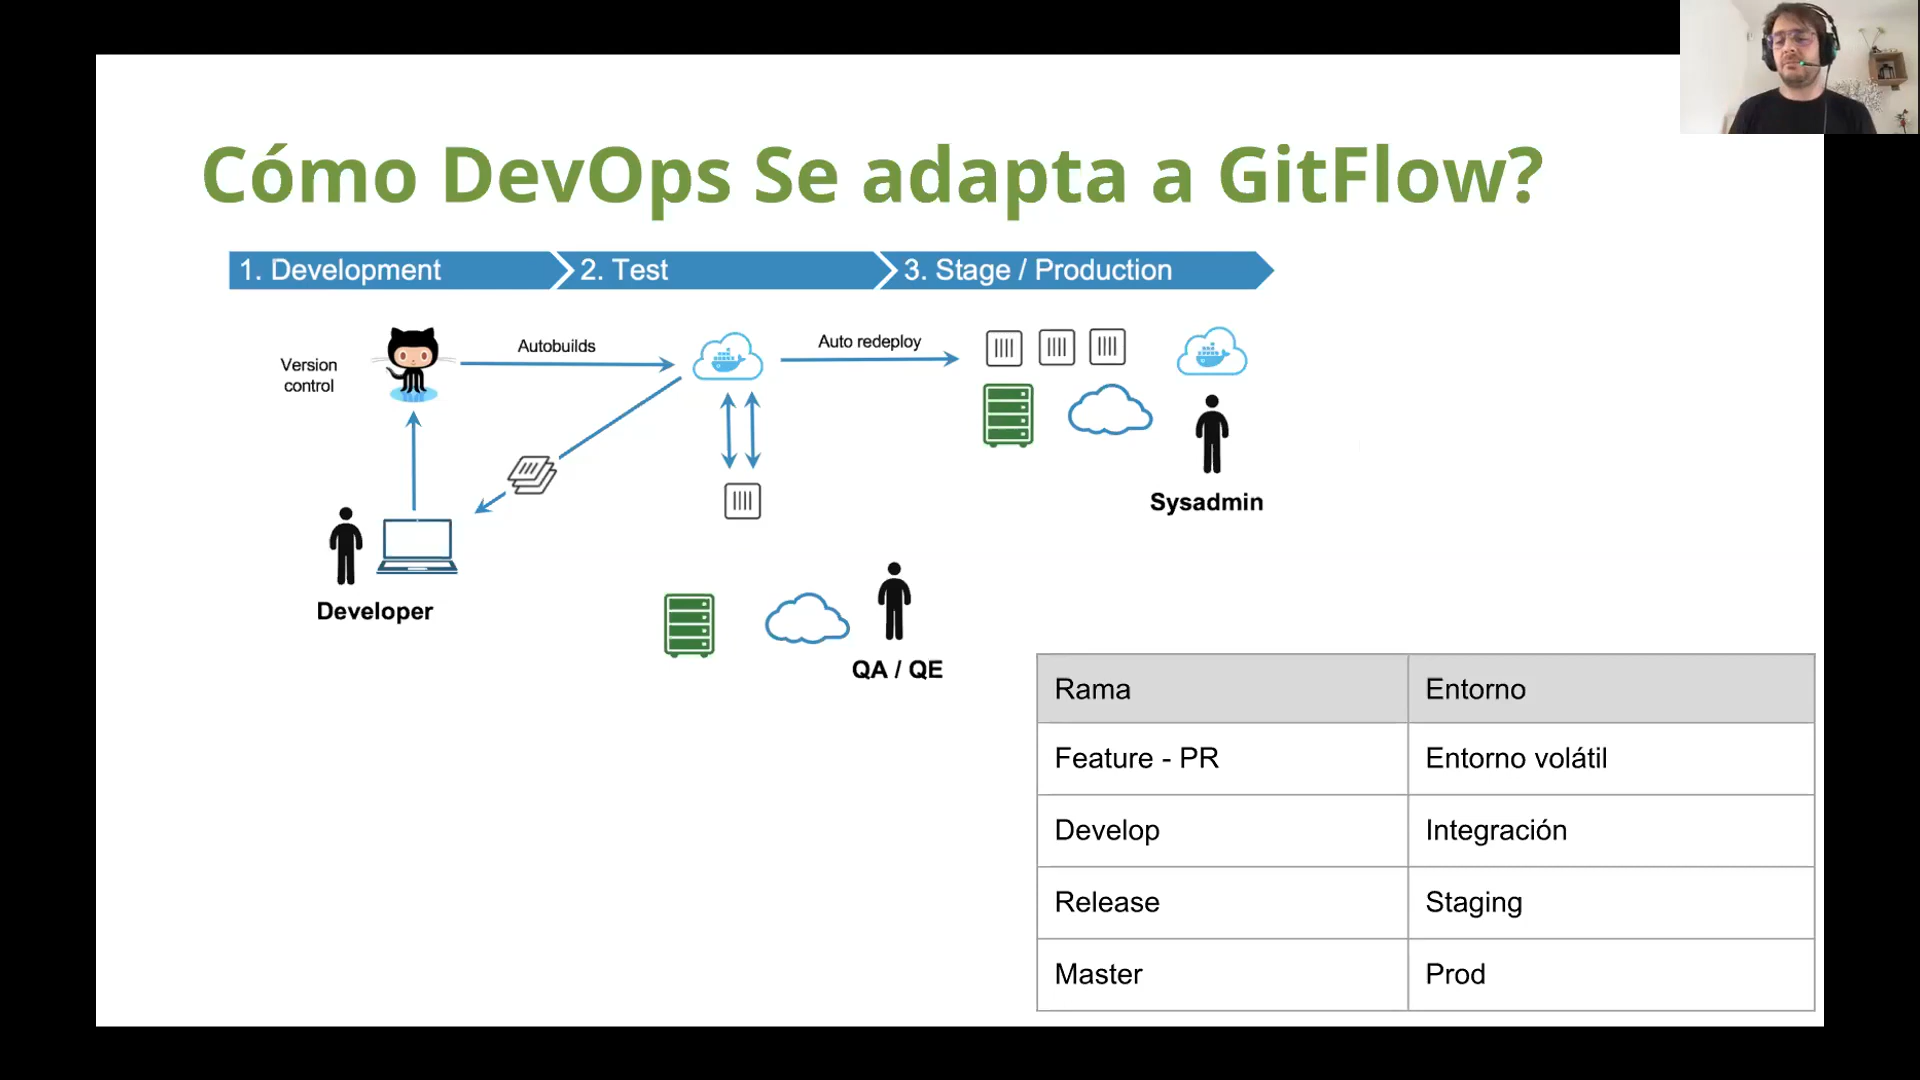 Cómo DevOps Se adapta a GitFlow?
1. Development
2. Test
3. Stage / Production
Version
control
Autobuilds
Auto redeploy
Sysadmin
Developer
QA / QE
Rama Entorno
Feature - PR Entorno volátil
Develop Integración
Release Staging
Master Prod